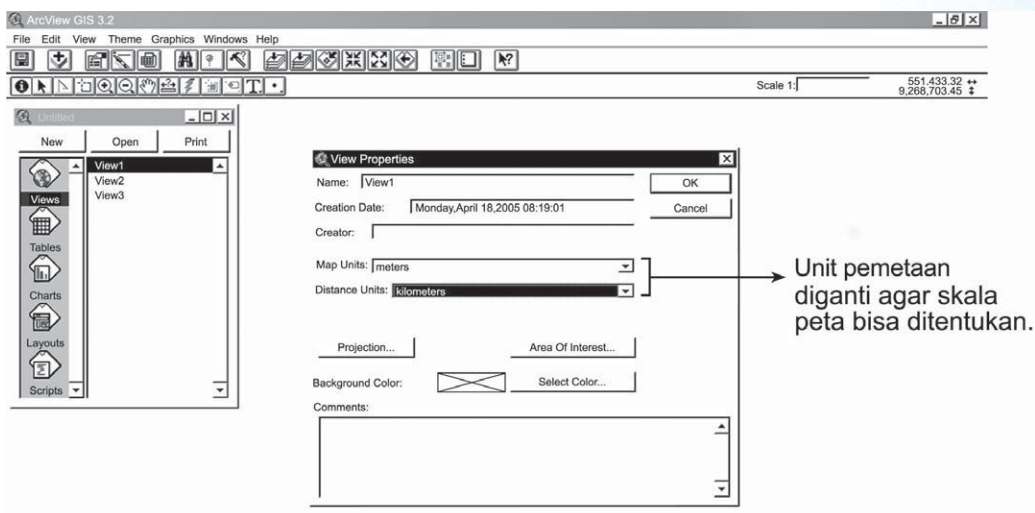 ArcView GIS 3.2
File Edit View Theme Graphics Windows Help
Scale 1:
551.433.32
9,268,703.45
Untitled
New Open Print
Views
Tables
Charts
Layouts
Scripts
View1
View2
View3
View Properties
Name: View1
OK
Creation Date: Monday,April 18,2005 08:19:01
Cancel
Creator:
Map Units: meters
Distance Units: kilometers
Projection...
Area Of Interest...
Background Color:
Select Color...
Comments:
Unit pemetaan
diganti agar skala
peta bisa ditentukan.